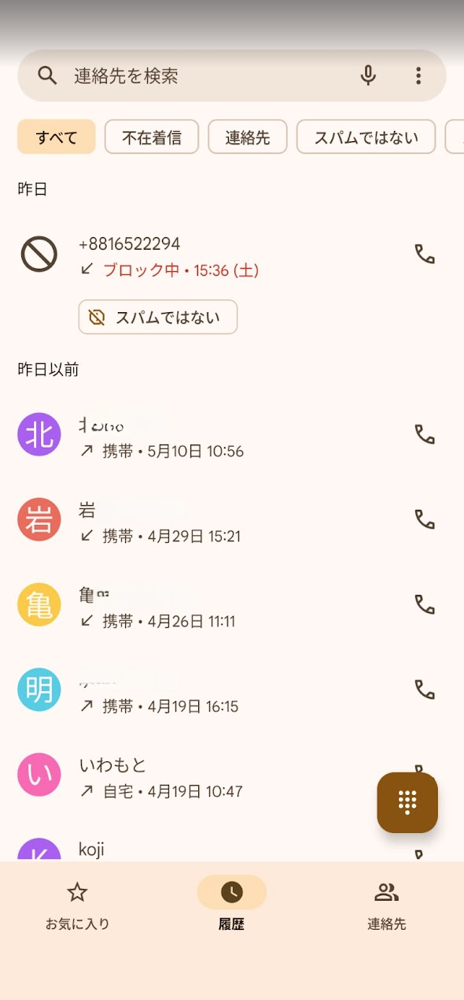 連絡先を検索
すべて 不在着信 連絡先 スパムではない
昨日
+8816522294
ブロック中・15:36 (土)
スパムではない
昨日以前
北
携帯・5月10日 10:56
岩 岩
携帯・4月29日 15:21
亀 亀
携帯・4月26日 11:11
明
携帯・4月19日 16:15
い いわもと
自宅・4月19日 10:47
K koji
お気に入り 履歴 連絡先